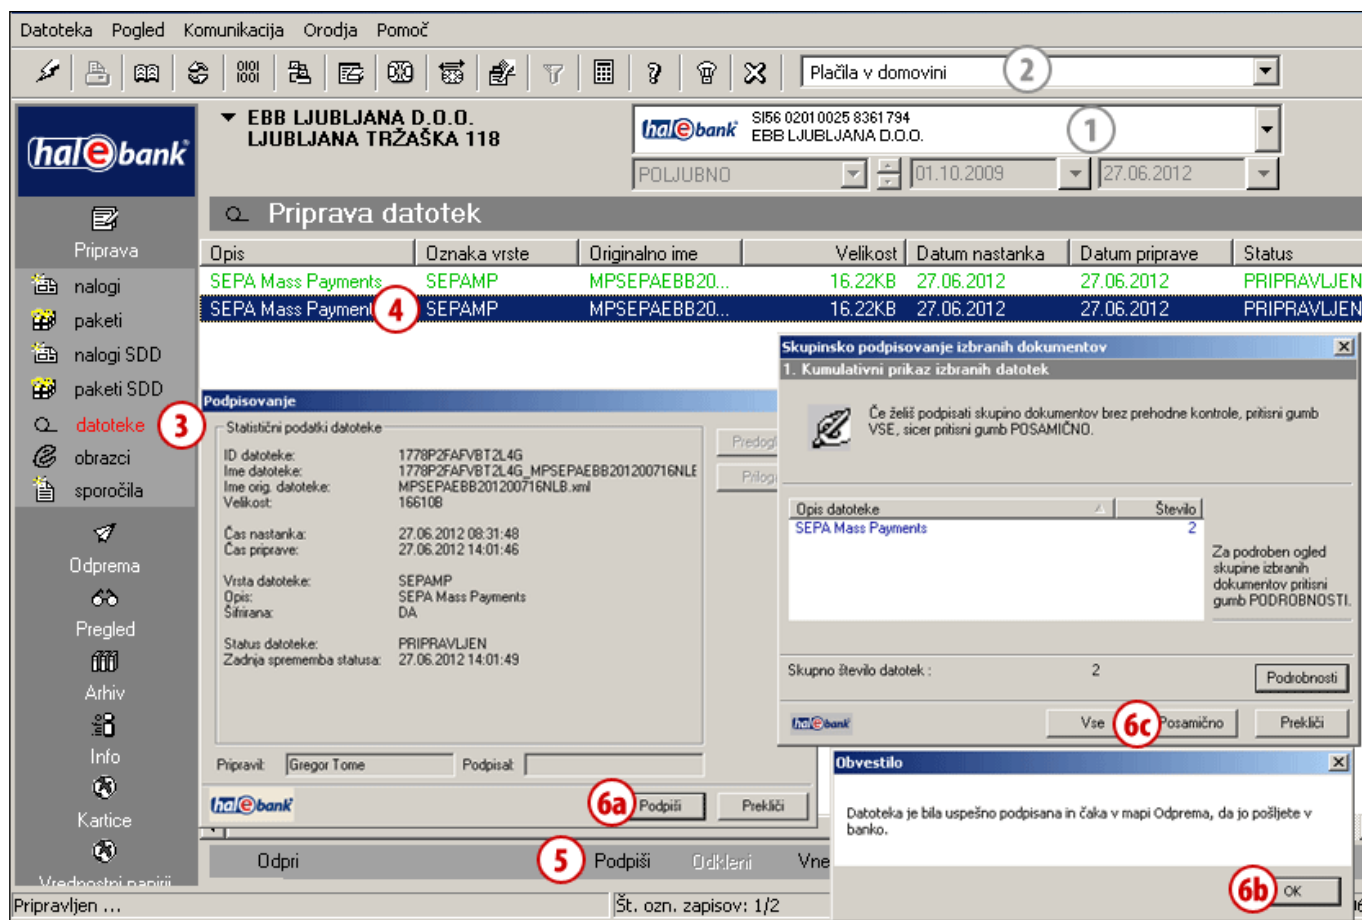 Datoteka Pogled Komunikacija Orodja Pomoč
Plačila v domovini
2
hal@bank
EBB LJUBLJANA D.O.O.
LJUBLJANA TRŽAŠKA 118
hal@bank
SI56 0201 0025 8361 794
EBB LJUBLJANA D.O.O.
1
POLJUBNO 01.10.2009 27.06.2012
Priprava datotek
Opis Oznaka vrste Originalno ime Velikost Datum nastanka Datum priprave Status
SEPA Mass Payments SEPAMP MPSEPAEBB20... 16.22KB 27.06.2012 27.06.2012 PRIPRAVLJEN
SEPA Mass Payment 4 SEPAMP MPSEPAEBB20... 16.22KB 27.06.2012 27.06.2012 PRIPRAVLJEN
Priprava
nalogi
paketi
nalogi SDD
paketi SDD
datoteke 3
obrazci
sporočila
Odprema
Pregled
Arhiv
Info
Kartice
Vrednostni papirji
Podpisovanje
Statistični podatki datoteke
ID datoteke: 1778P2FAFVBT2L4G
Ime datoteke: 1778P2FAFVBT2L4G_MPSEPAEBB201200716NLB
Ime orig. datoteke: MPSEPAEBB201200716NLB.xml
Velikost: 16610B
Čas nastanka: 27.06.2012 08:31:48
Čas priprave: 27.06.2012 14:01:46
Vrsta datoteke: SEPAMP
Opis: SEPA Mass Payments
Šifrirana: DA
Status datoteke: PRIPRAVLJEN
Zadnja sprememba statusa: 27.06.2012 14:01:49
Predogl
Prilog
Pripravil: Gregor Tome Podpisal:
hal@bank 6a Podpiši Prekliči
Skupinsko podpisovanje izbranih dokumentov
1. Kumulativni prikaz izbranih datotek
Če želiš podpisati skupino dokumentov brez prehodne kontrole, pritisni gumb
VSE, sicer pritisni gumb POSAMIČNO.
Opis datoteke Število
SEPA Mass Payments 2
Za podroben ogled
skupine izbranih
dokumentov pritisni
gumb PODROBNOSTI.
Skupno število datotek : 2 Podrobnosti
hal@bank Vse 6c Posamično Prekliči
Obvestilo
Datoteka je bila uspešno podpisana in čaka v mapi Odprema, da jo pošljete v
banko.
6b OK
Odpri 5 Podpiši Odkleni Vne
Pripravljen ... Št. ozn. zapisov: 1/2